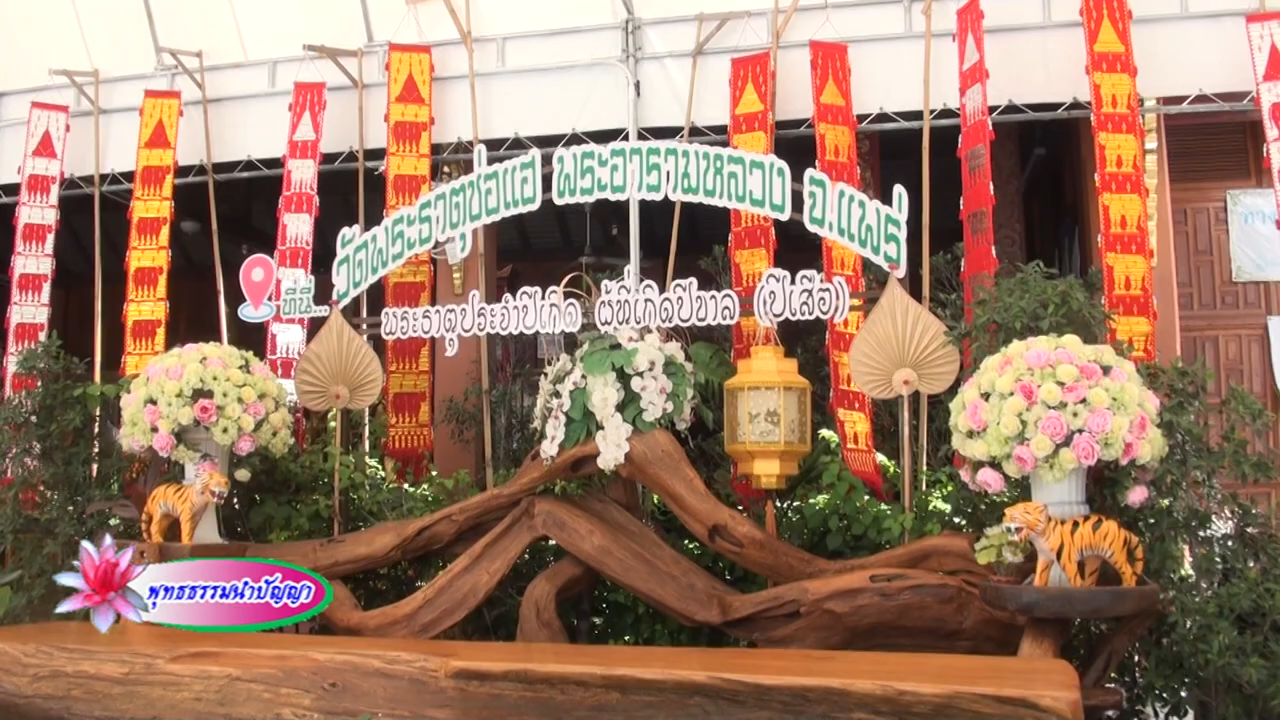 วัดพระธาตุช่อแฮ พระอารามหลวง จ.แพร่
ที่นี่...
พระธาตุประจำปีเกิด ผู้ที่เกิดปีขาล (ปีเสือ)
ทาง
พุทธธรรมนำปัญญา